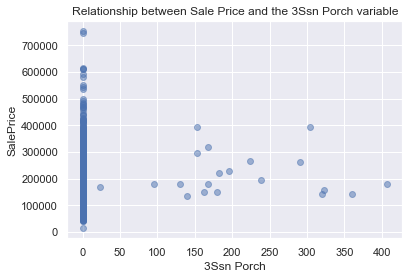 Relationship between Sale Price and the 3Ssn Porch variable
700000
600000
500000
400000
300000
200000
100000
0
SalePrice
0 50 100 150 200 250 300 350 400
3Ssn Porch